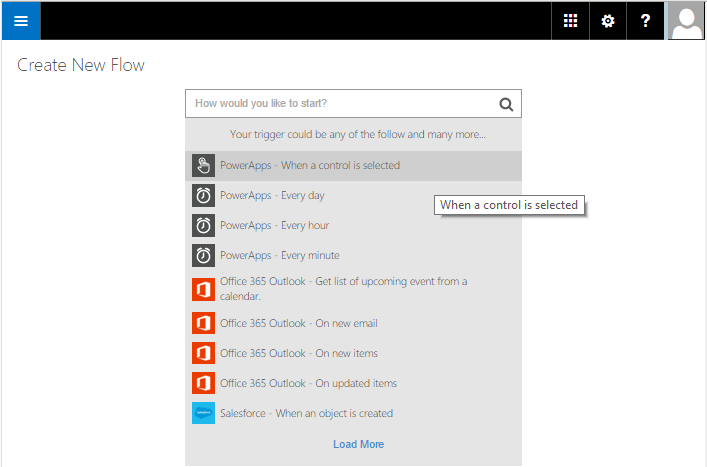 ?
Create New Flow
How would you like to start?
Your trigger could be any of the follow and many more...
PowerApps - When a control is selected
PowerApps - Every day
When a control is selected
PowerApps - Every hour
PowerApps - Every minute
Office 365 Outlook - Get list of upcoming event from a
calendar.
Office 365 Outlook - On new email
Office 365 Outlook - On new items
Office 365 Outlook - On updated items
Salesforce - When an object is created
Load More